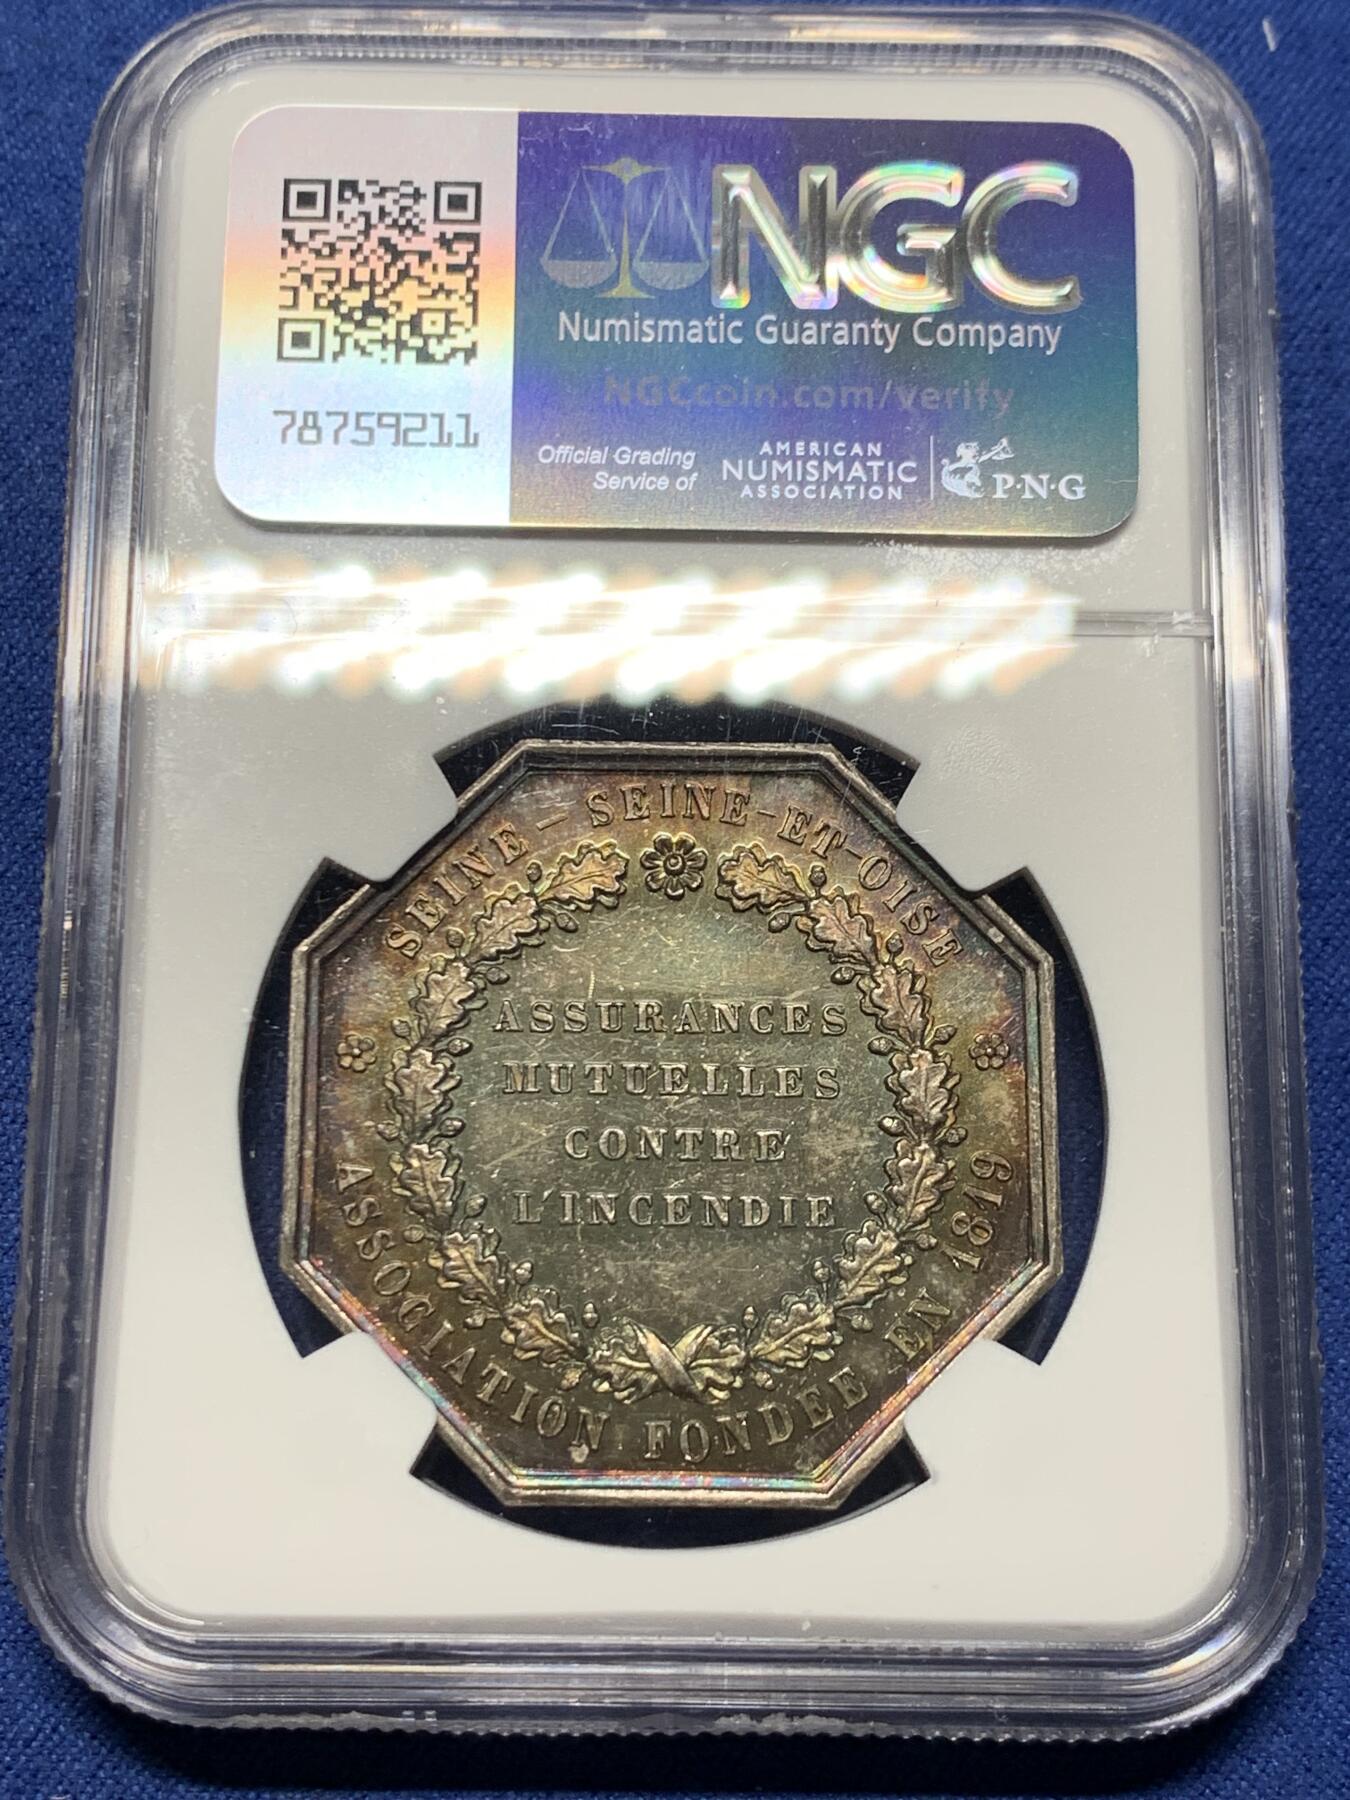 NGC
Numismatic Guaranty Company
NGCcoin.com/verify
78759211
Official Grading
Service of
AMERICAN
NUMISMATIC
ASSOCIATION
P·N·G
SEINE – SEINE-ET-OISE
ASSURANCES
MUTUELLES
CONTRE
L'INCENDIE
ASSOCIATION FONDEE EN 1819